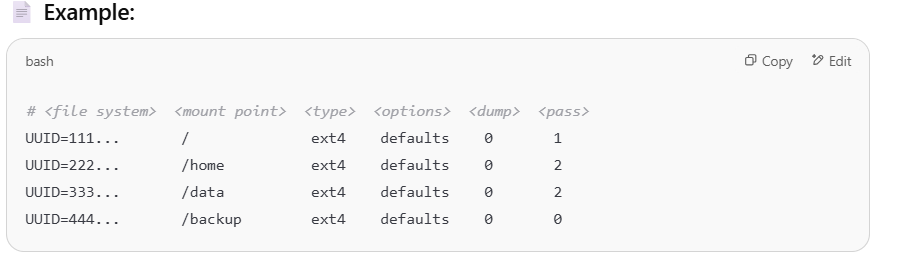 Example:
bash Copy Edit
# <file system> <mount point> <type> <options> <dump> <pass>
UUID=111... / ext4 defaults 0 1
UUID=222... /home ext4 defaults 0 2
UUID=333... /data ext4 defaults 0 2
UUID=444... /backup ext4 defaults 0 0